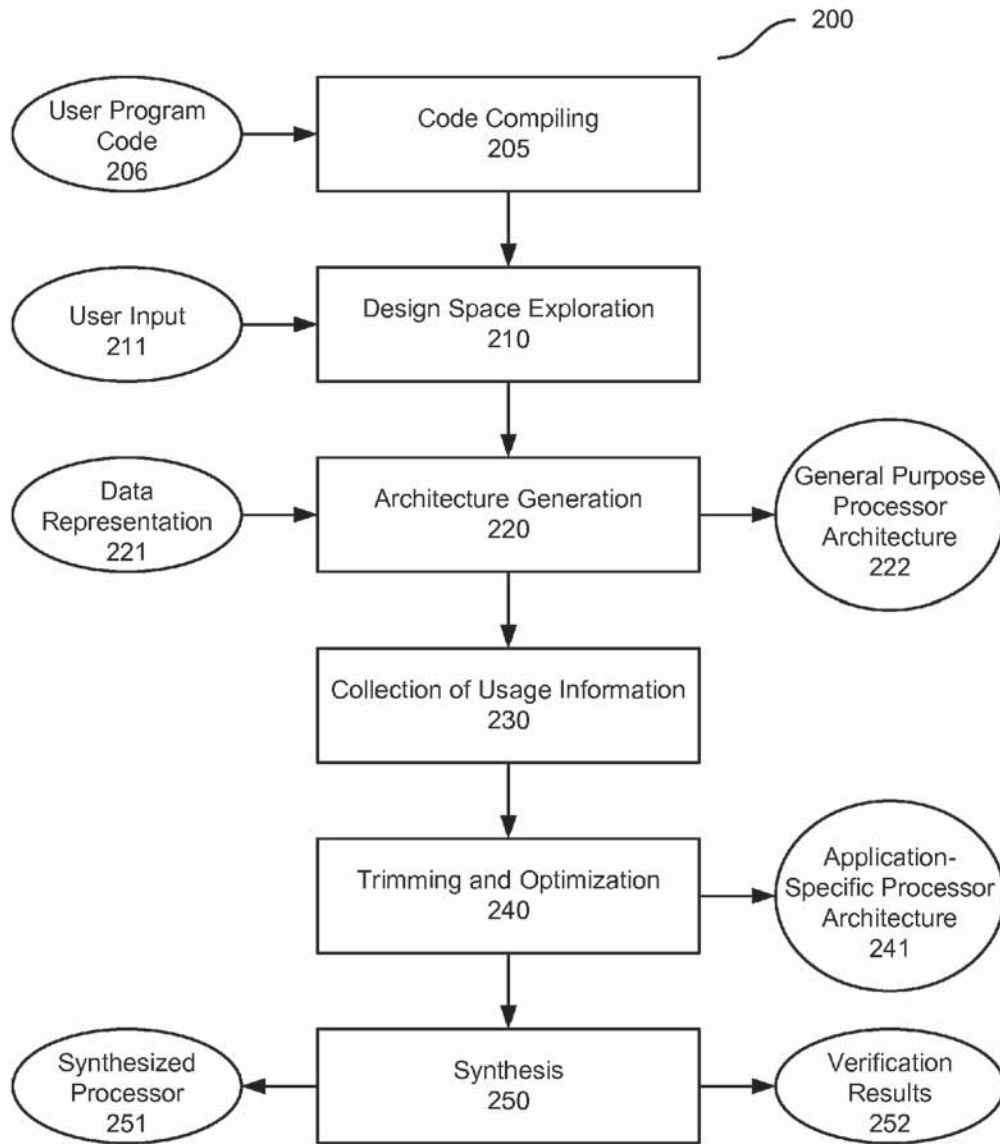 200
User Program
Code
206
Code Compiling
205
User Input
211
Design Space Exploration
210
Data
Representation
221
Architecture Generation
220
General Purpose
Processor
Architecture
222
Collection of Usage Information
230
Trimming and Optimization
240
Application-
Specific Processor
Architecture
241
Synthesized
Processor
251
Synthesis
250
Verification
Results
252